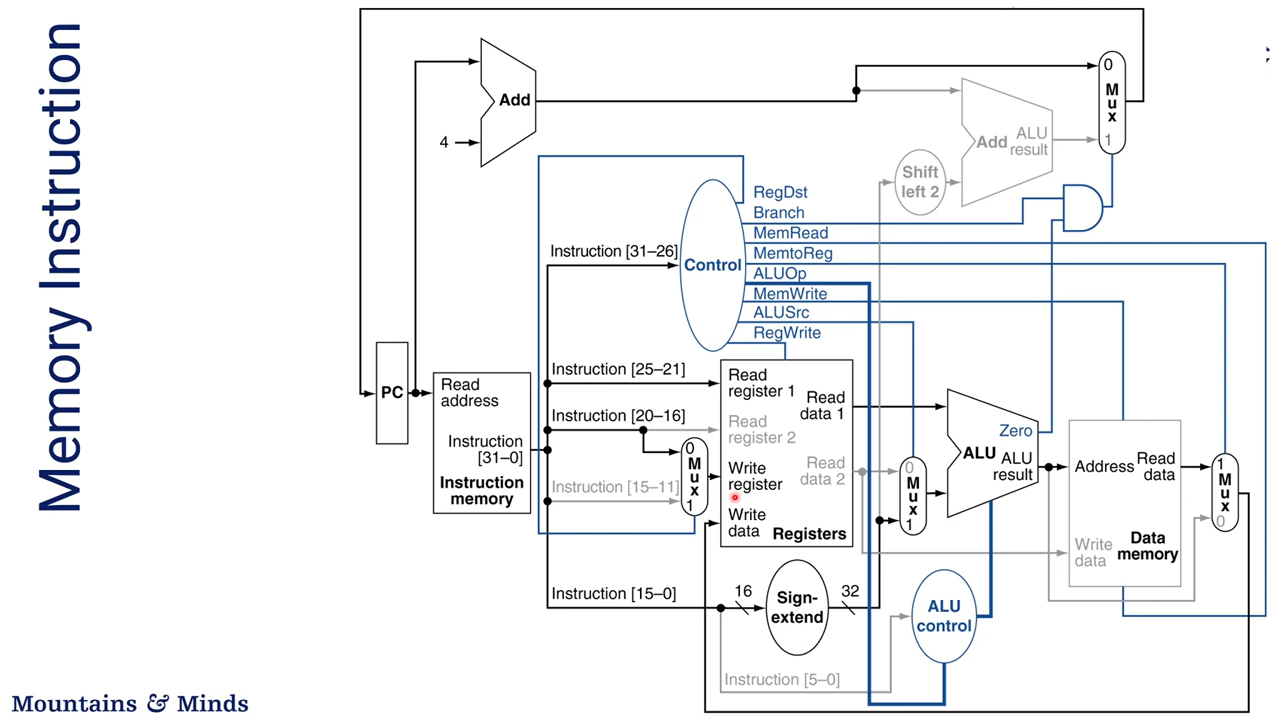 Memory Instruction
Add
4
0
Mux
1
Add
ALU
result
Shift
left 2
RegDst
Branch
MemRead
MemtoReg
ALUOp
MemWrite
ALUSrc
RegWrite
Control
Instruction [31–26]
PC
Read
address
Instruction
[31–0]
Instruction
memory
Instruction [25–21]
Instruction [20–16]
Instruction [15–11]
0
Mux
1
Read
register 1
Read
register 2
Write
register
Write
data
Read
data 1
Read
data 2
Registers
0
Mux
1
Zero
ALU
ALU
result
Address
Read
data
Write
data
Data
memory
1
Mux
0
Instruction [15–0]
16
Sign-
extend
32
ALU
control
Instruction [5–0]
Mountains & Minds